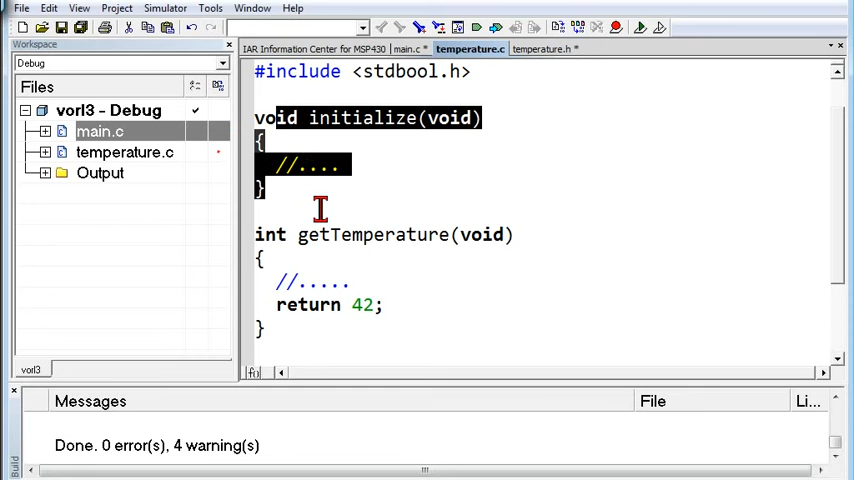 File Edit View Project Simulator Tools Window Help
Workspace
IAR Information Center for MSP430 main.c * temperature.c temperature.h *
Debug
Files
vorl3 - Debug
main.c
temperature.c
Output
vorl3
#include <stdbool.h>
void initialize(void)
{
//....
}
int getTemperature(void)
{
//.....
return 42;
}
f()
Messages File Li...
Done. 0 error(s), 4 warning(s)
Build